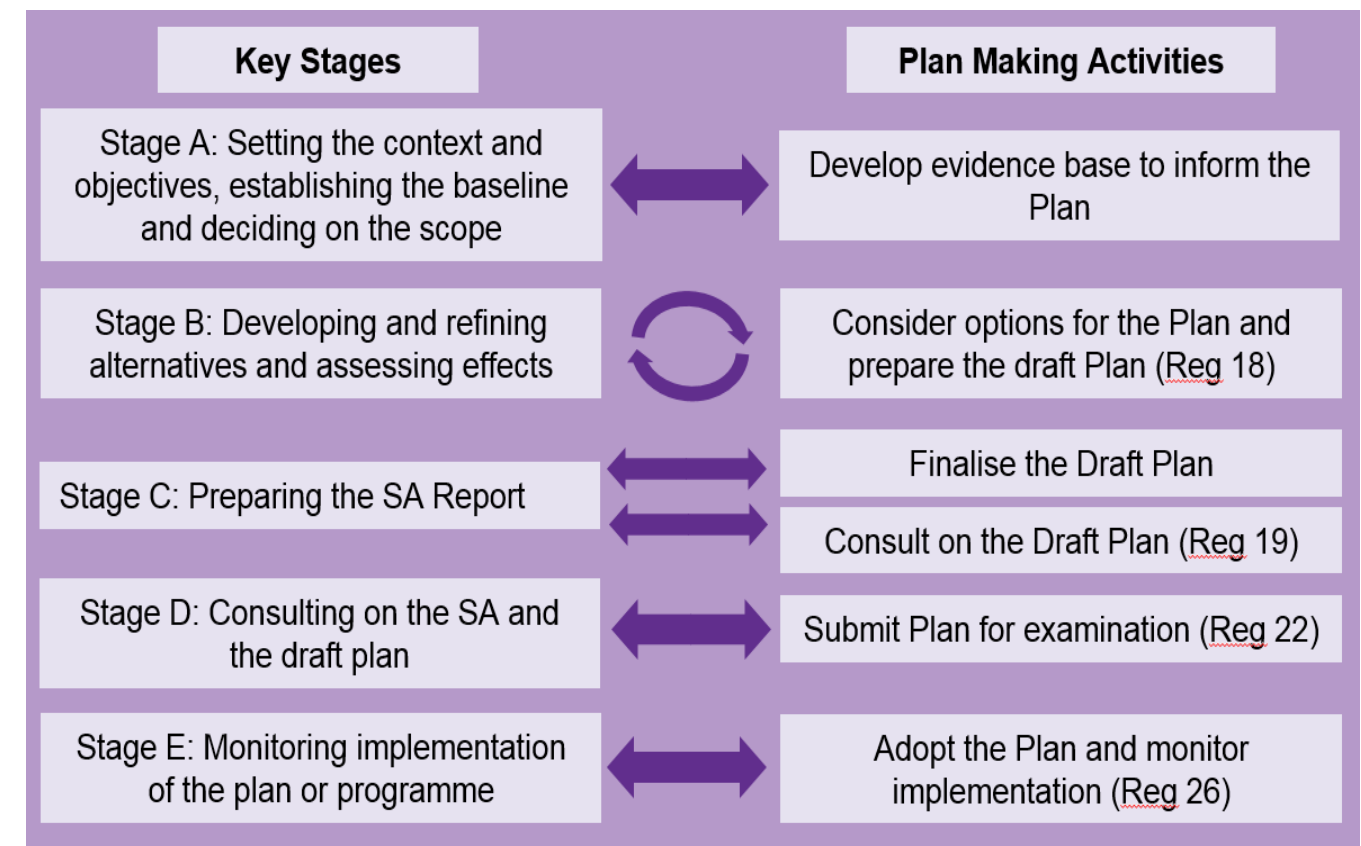 Key Stages
Plan Making Activities
Stage A: Setting the context and
objectives, establishing the baseline
and deciding on the scope
Develop evidence base to inform the
Plan
Stage B: Developing and refining
alternatives and assessing effects
Consider options for the Plan and
prepare the draft Plan (Reg 18)
Stage C: Preparing the SA Report
Finalise the Draft Plan
Consult on the Draft Plan (Reg 19)
Stage D: Consulting on the SA and
the draft plan
Submit Plan for examination (Reg 22)
Stage E: Monitoring implementation
of the plan or programme
Adopt the Plan and monitor
implementation (Reg 26)